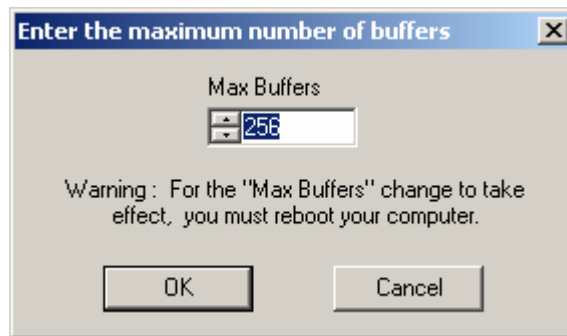 Enter the maximum number of buffers
Max Buffers
256
Warning : For the "Max Buffers" change to take
effect, you must reboot your computer.
OK
Cancel